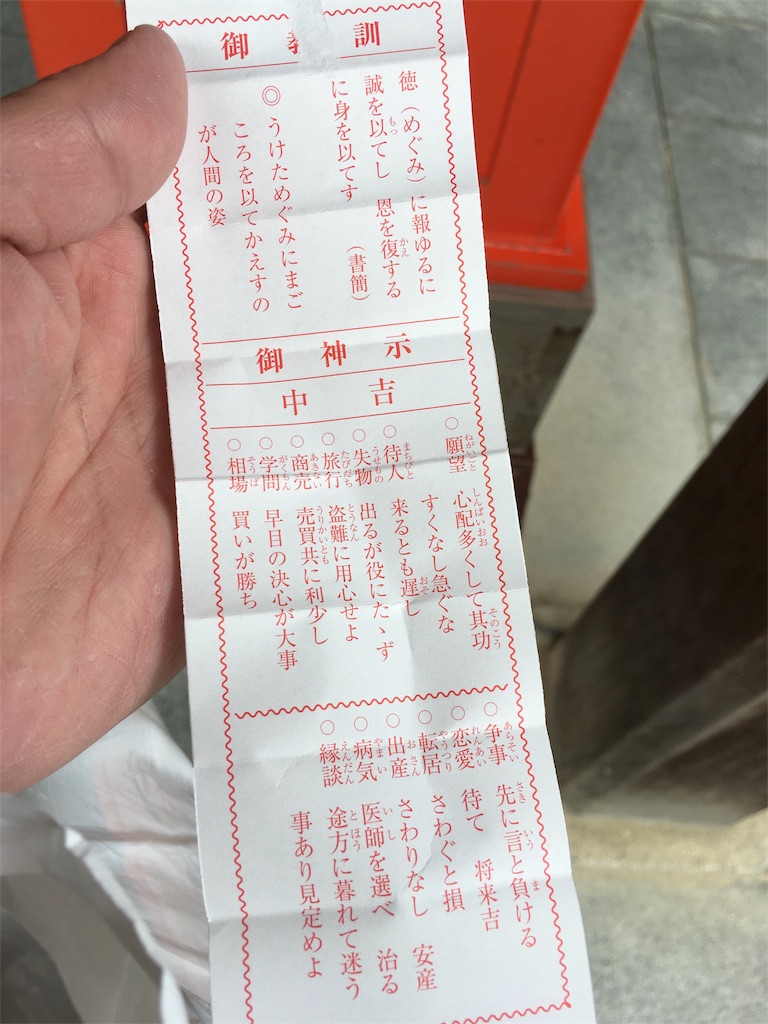 御教訓
徳（めぐみ）に報ゆるに
誠を以てし 恩を復する
に身を以てす （書簡）
◎うけためぐみにまご
ころを以てかえすの
が人間の姿
御神示
中吉
○願望 心配多くして其功
すくなし急ぐな
○待人 来るとも遅し
○失物 出るが役にたゝず
○旅行 盗難に用心せよ
○商売 売買共に利少し
○学問 早目の決心が大事
○相場 買いが勝ち
○争事 先に言と負ける
○恋愛 待て 将来吉
○転居 さわぐと損
○出産 さわりなし 安産
○病気 医師を選べ 治る
○縁談 途方に暮れて迷う
事あり見定めよ